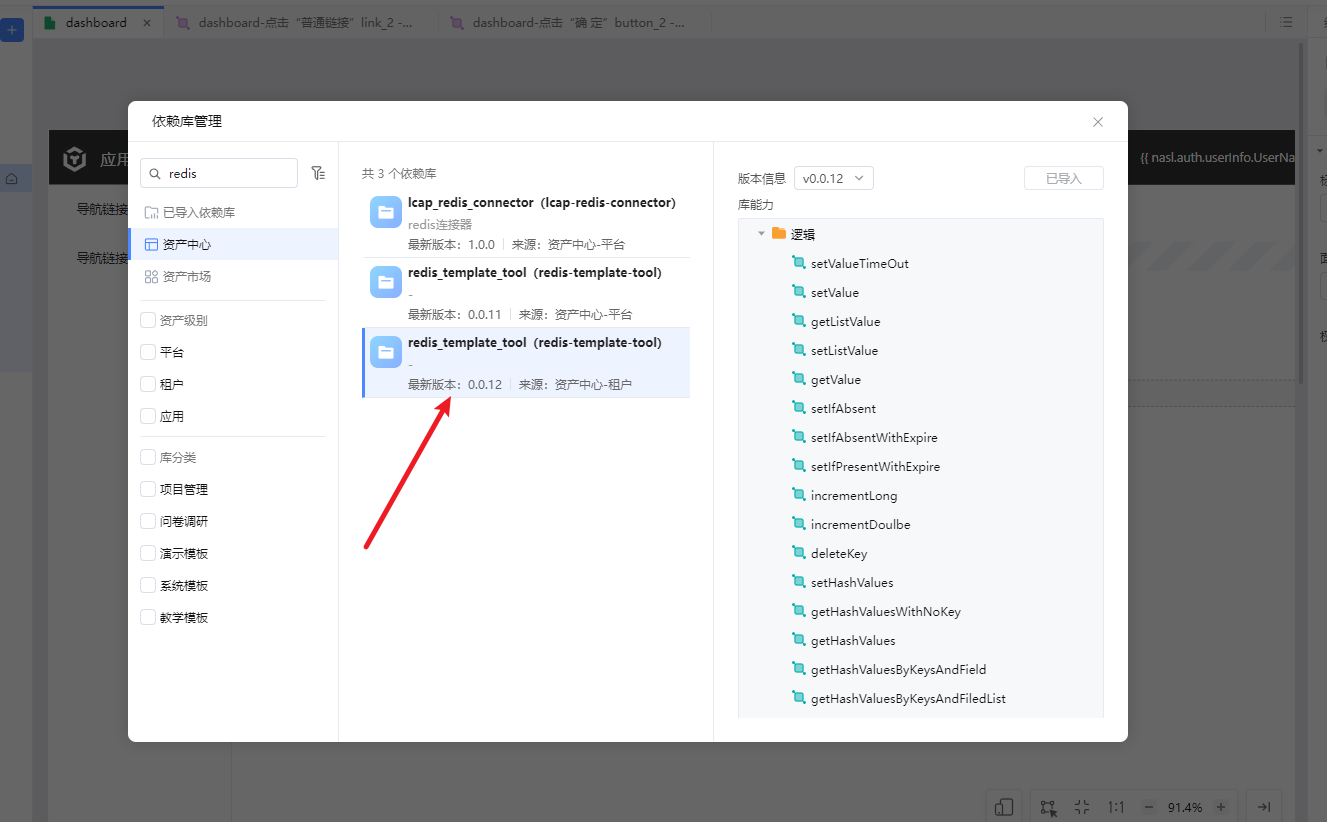 dashboard
dashboard-点击“普通链接” link_2 -...
dashboard-点击“确 定” button_2 -...
依赖库管理
应用
{{ nasl.auth.userInfo.UserNa
导航链接
导航链接
redis
已导入依赖库
资产中心
资产市场
资产级别
平台
租户
应用
库分类
项目管理
问卷调研
演示模板
系统模板
教学模板
共 3 个依赖库
lcap_redis_connector（lcap-redis-connector)
redis连接器
最新版本：1.0.0 来源：资产中心-平台
redis_template_tool（redis-template-tool)
-
最新版本：0.0.11 来源：资产中心-平台
redis_template_tool（redis-template-tool)
-
最新版本：0.0.12 来源：资产中心-租户
版本信息 v0.0.12 已导入
库能力
逻辑
setValueTimeOut
setValue
getListValue
setListValue
getValue
setIfAbsent
setIfAbsentWithExpire
setIfPresentWithExpire
incrementLong
incrementDoulbe
deleteKey
setHashValues
getHashValuesWithNoKey
getHashValues
getHashValuesByKeysAndField
getHashValuesByKeysAndFiledList
1:1
91.4%